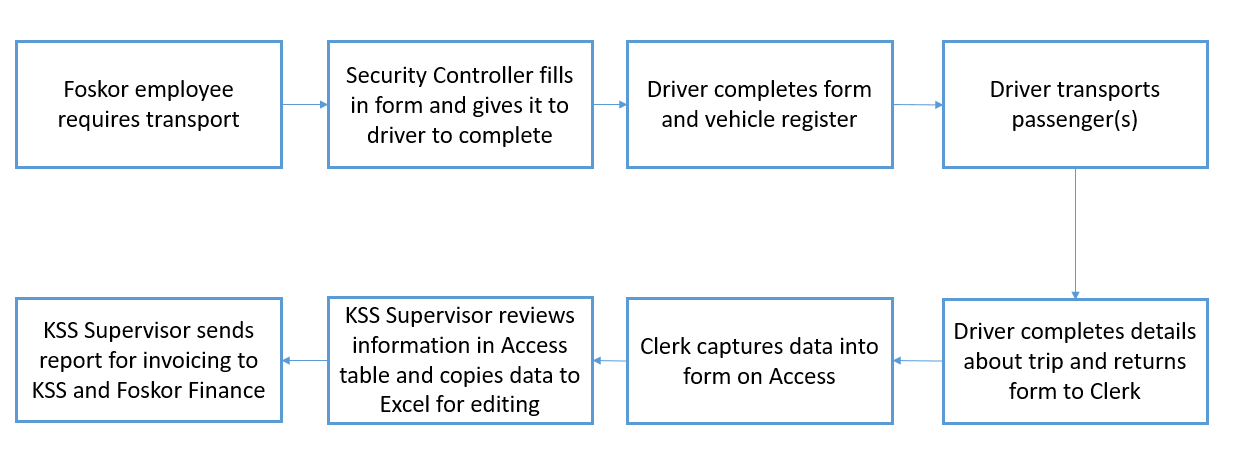 Foskor employee
requires transport
Security Controller fills
in form and gives it to
driver to complete
Driver completes form
and vehicle register
Driver transports
passenger(s)
Driver completes details
about trip and returns
form to Clerk
Clerk captures data into
form on Access
KSS Supervisor reviews
information in Access
table and copies data to
Excel for editing
KSS Supervisor sends
report for invoicing to
KSS and Foskor Finance